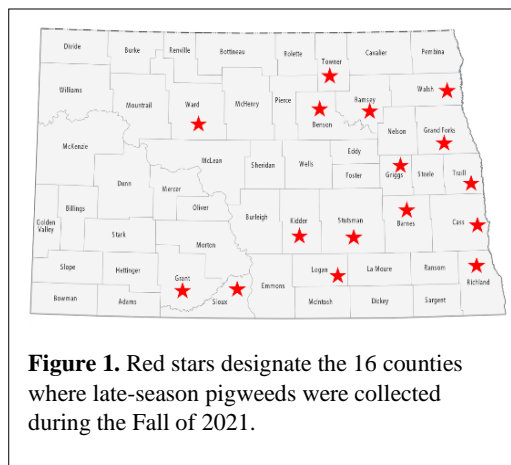 Divide Burke Renville Bottineau Rolette Towner Cavalier Pembina
Williams Mountrail Ward McHenry Pierce Benson Ramsey Walsh
Nelson Grand Forks
McKenzie McLean Sheridan Wells Eddy Foster Griggs Steele Traill
Dunn Mercer Oliver
Golden Valley Billings Stark Morton Burleigh Kidder Stutsman Barnes Cass
Slope Hettinger Grant Sioux Emmons Logan La Moure Ransom Richland
Bowman Adams McIntosh Dickey Sargent
Figure 1. Red stars designate the 16 counties
where late-season pigweeds were collected
during the Fall of 2021.